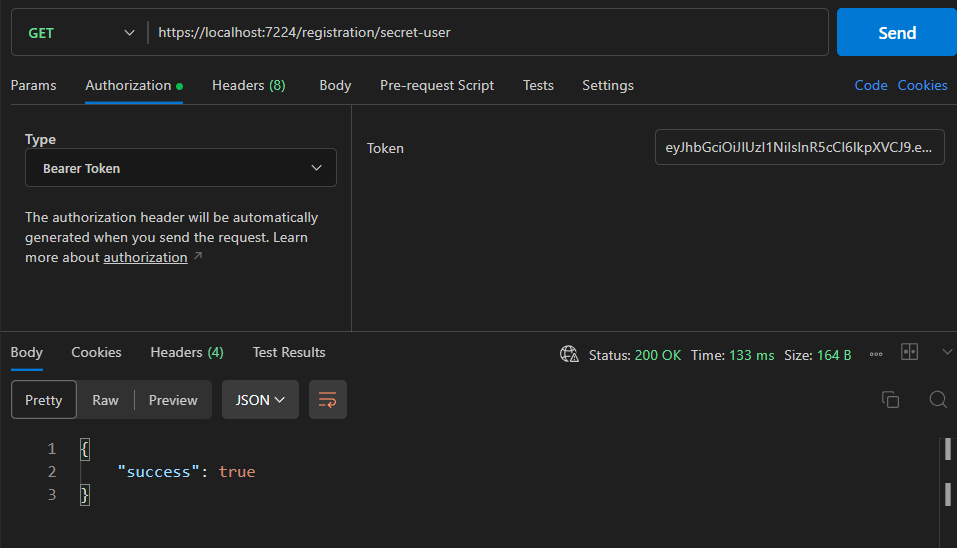 GET https://localhost:7224/registration/secret-user Send
Params Authorization Headers (8) Body Pre-request Script Tests Settings Code Cookies
Type
Bearer Token
The authorization header will be automatically
generated when you send the request. Learn
more about authorization ↗
Token eyJhbGciOiJIUzI1NiIsInR5cCI6IkpXVCJ9.e...
Body Cookies Headers (4) Test Results Status: 200 OK Time: 133 ms Size: 164 B
Pretty Raw Preview JSON
1 {
2 "success": true
3 }